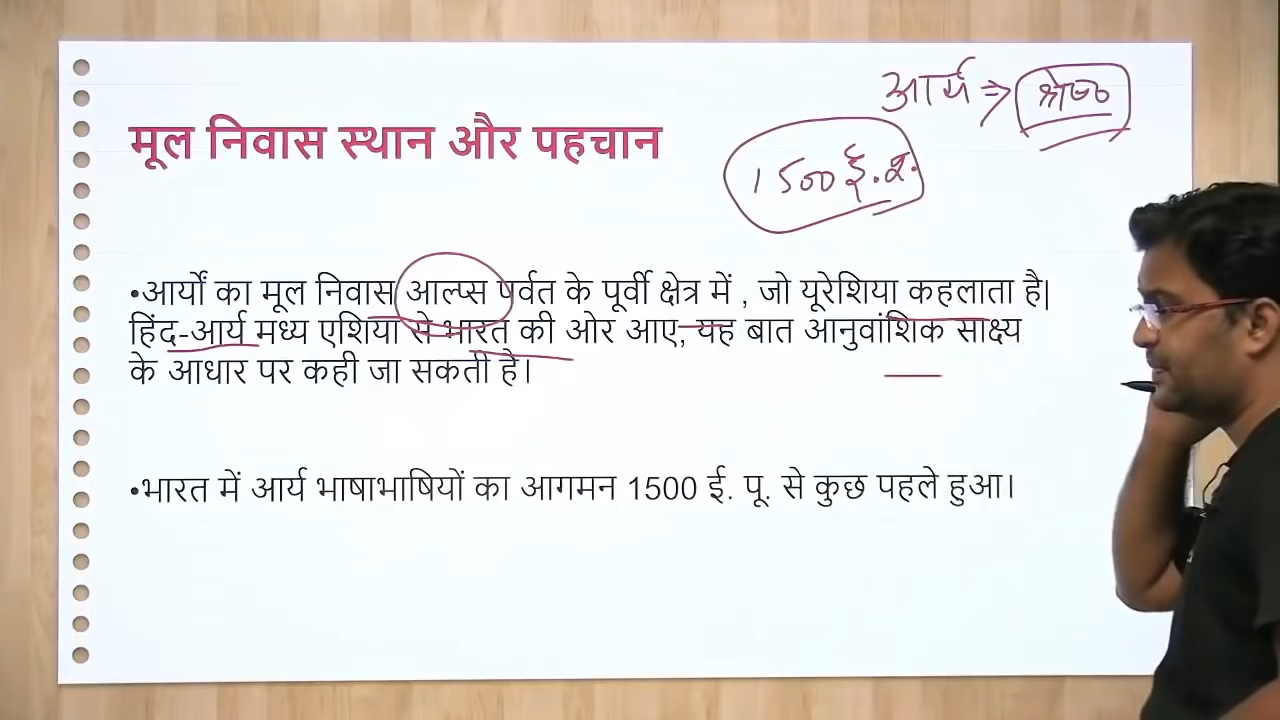 आर्य ⇒ श्रेष्ठ
मूल निवास स्थान और पहचान
1500 ई.पू.
•आर्यों का मूल निवास आल्प्स पर्वत के पूर्वी क्षेत्र में , जो यूरेशिया कहलाता है|
हिंद-आर्य मध्य एशिया से भारत की ओर आए, यह बात आनुवांशिक साक्ष्य
के आधार पर कही जा सकती है।
•भारत में आर्य भाषाभाषियों का आगमन 1500 ई. पू. से कुछ पहले हुआ।